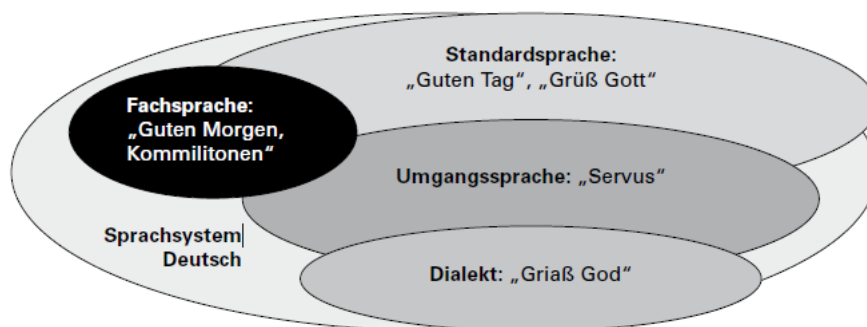 Standardsprache:
„Guten Tag“, „Grüß Gott“
Fachsprache:
„Guten Morgen,
Kommilitonen“
Umgangssprache: „Servus“
Sprachsystem
Deutsch
Dialekt: „Griaß God“